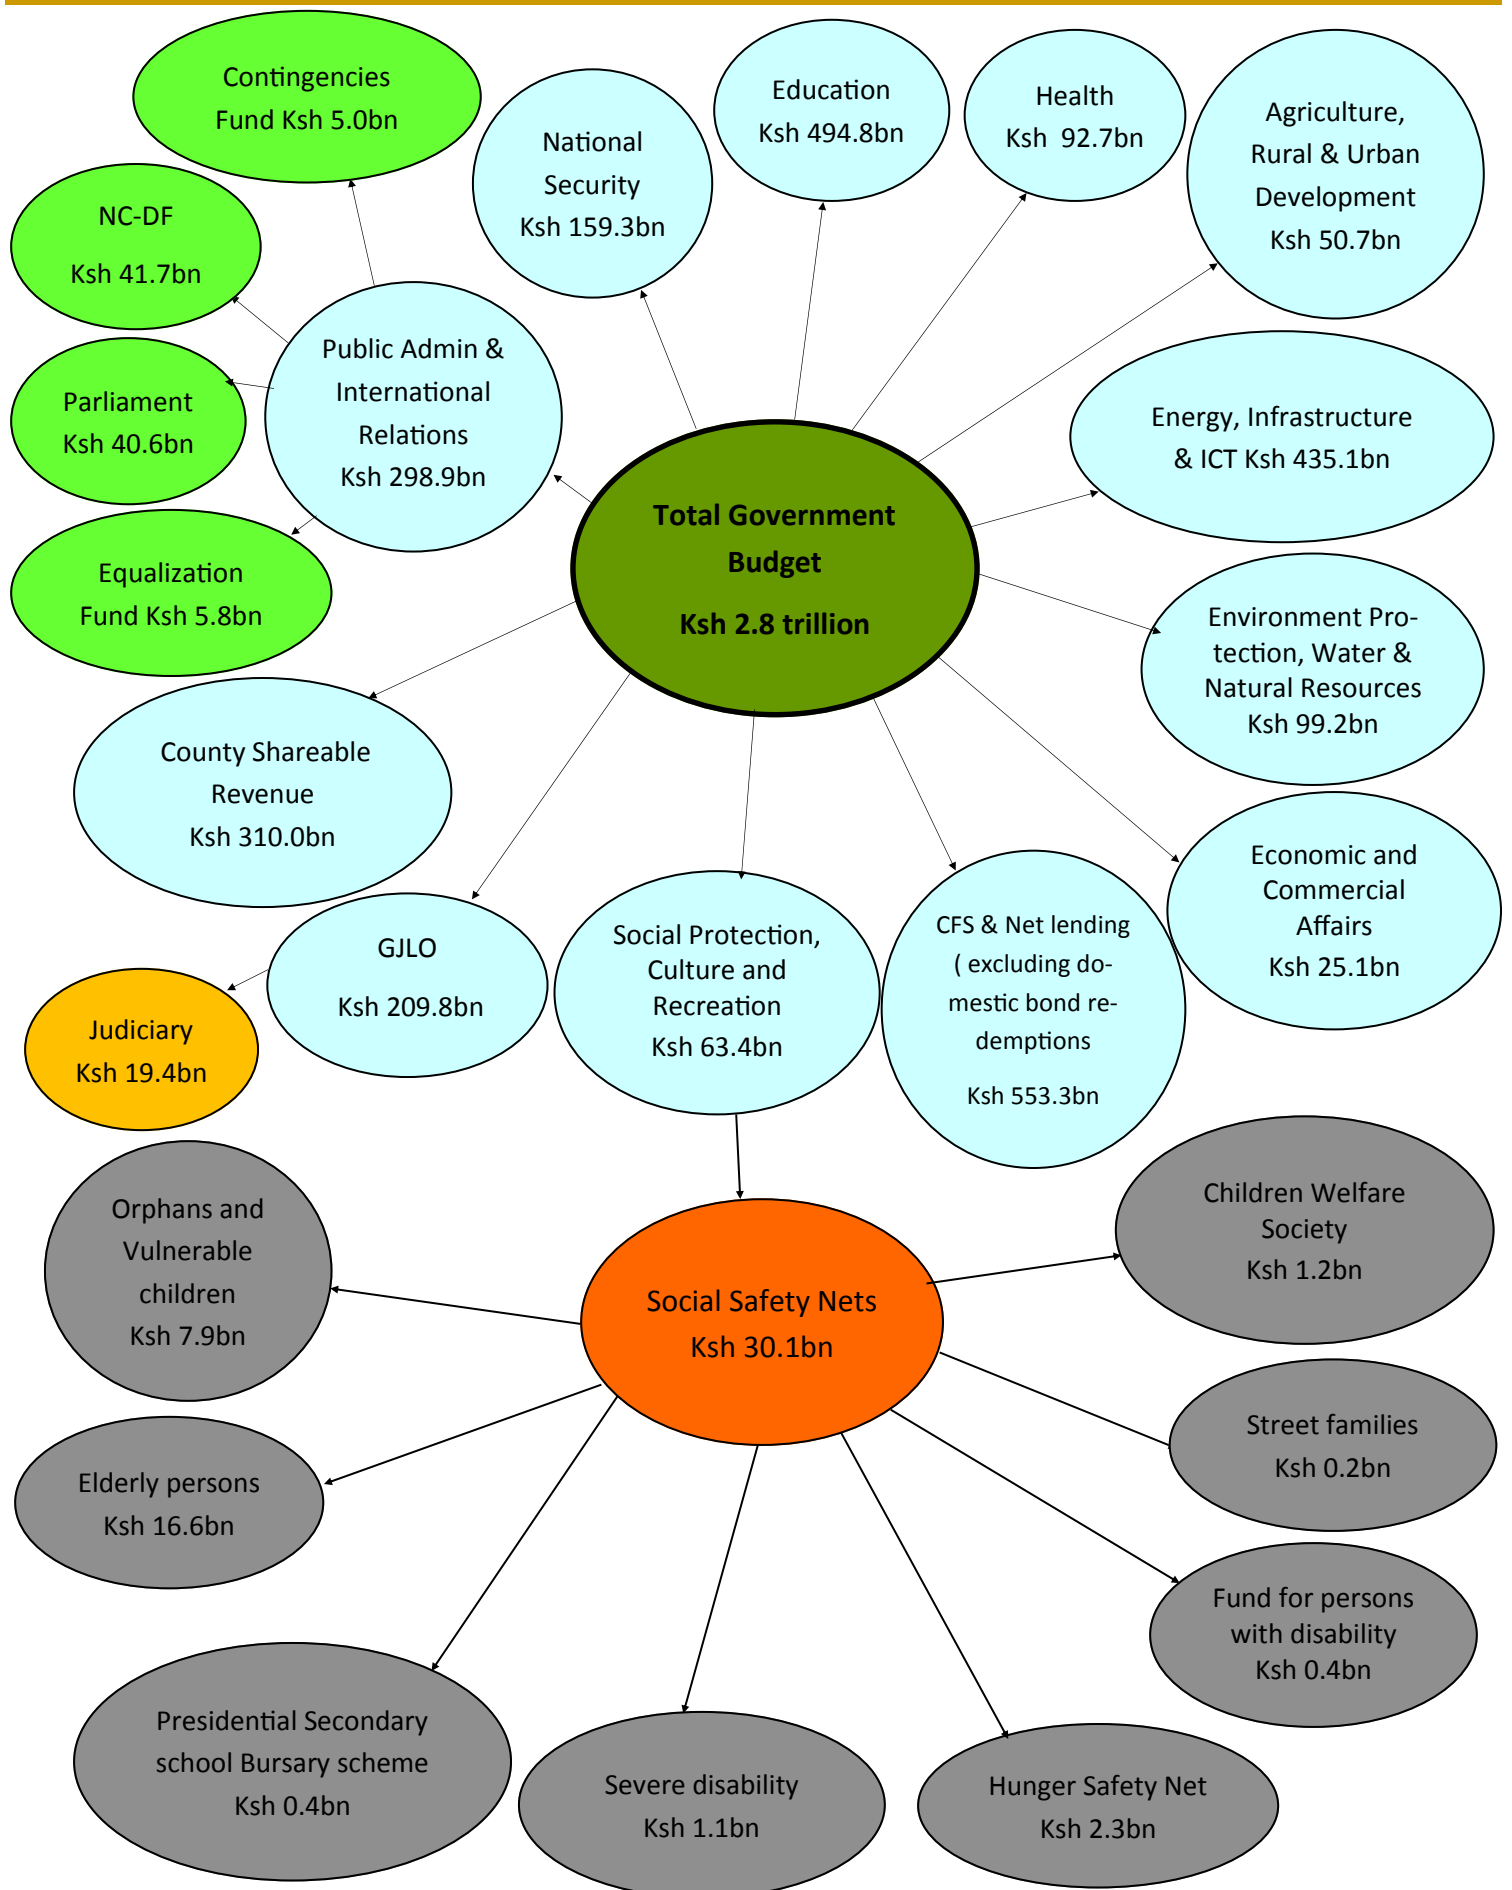 Contingencies
Fund Ksh 5.0bn
National
Security
Ksh 159.3bn
Education
Ksh 494.8bn
Health
Ksh 92.7bn
Agriculture,
Rural & Urban
Development
Ksh 50.7bn
NC-DF
Ksh 41.7bn
Public Admin &
International
Relations
Ksh 298.9bn
Parliament
Ksh 40.6bn
Energy, Infrastructure
& ICT Ksh 435.1bn
Total Government
Budget
Ksh 2.8 trillion
Equalization
Fund Ksh 5.8bn
Environment Pro-
tection, Water &
Natural Resources
Ksh 99.2bn
County Shareable
Revenue
Ksh 310.0bn
Economic and
Commercial
Affairs
Ksh 25.1bn
GJLO
Ksh 209.8bn
Social Protection,
Culture and
Recreation
Ksh 63.4bn
CFS & Net lending
( excluding do-
mestic bond re-
demptions
Ksh 553.3bn
Judiciary
Ksh 19.4bn
Orphans and
Vulnerable
children
Ksh 7.9bn
Children Welfare
Society
Ksh 1.2bn
Social Safety Nets
Ksh 30.1bn
Street families
Ksh 0.2bn
Elderly persons
Ksh 16.6bn
Fund for persons
with disability
Ksh 0.4bn
Presidential Secondary
school Bursary scheme
Ksh 0.4bn
Severe disability
Ksh 1.1bn
Hunger Safety Net
Ksh 2.3bn